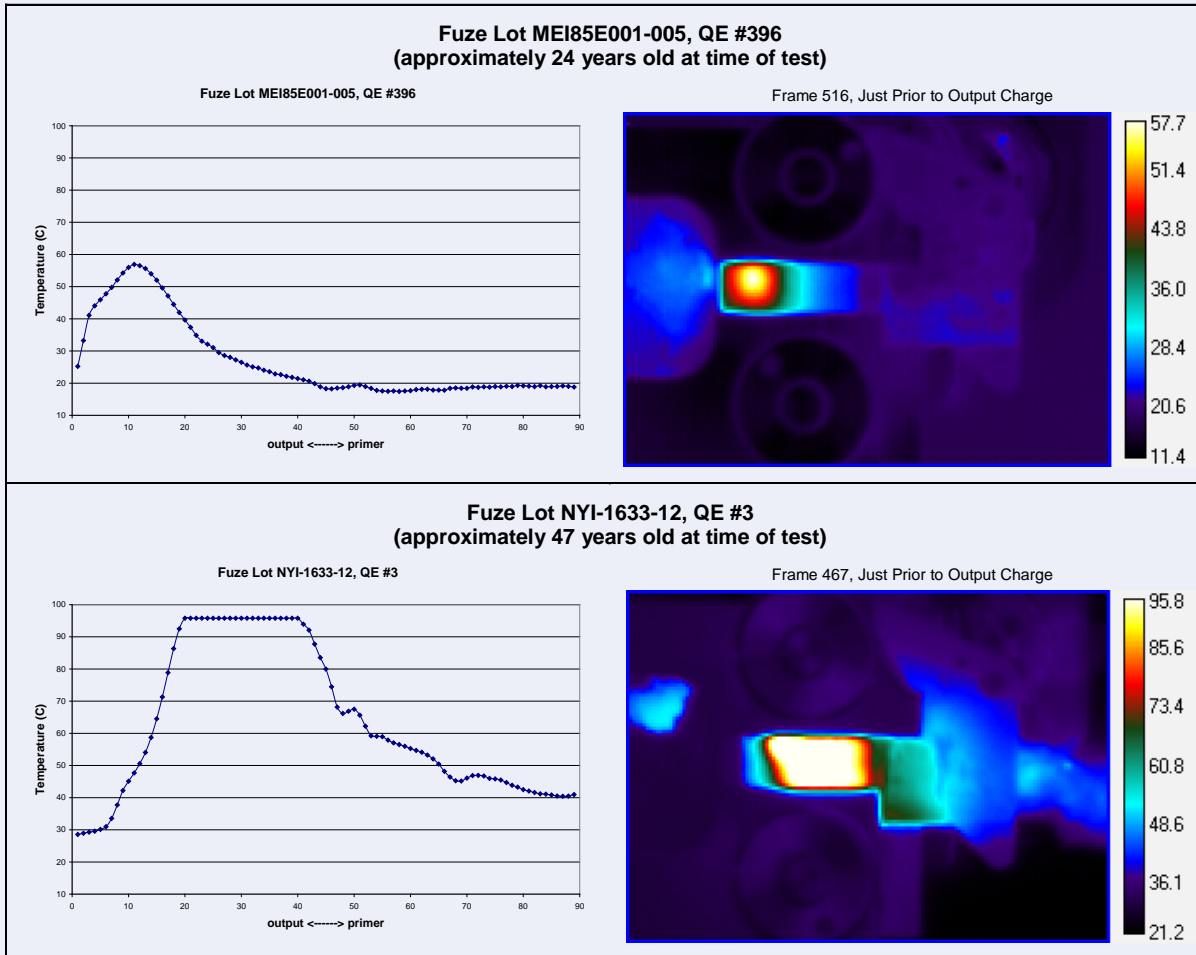 Fuze Lot MEI85E001-005, QE #396
(approximately 24 years old at time of test)
Fuze Lot MEI85E001-005, QE #396
Temperature (C)
100
90
80
70
60
50
40
30
20
10
0 10 20 30 40 50 60 70 80 90
output <------> primer
Frame 516, Just Prior to Output Charge
57.7
51.4
43.8
36.0
28.4
20.6
11.4
Fuze Lot NYI-1633-12, QE #3
(approximately 47 years old at time of test)
Fuze Lot NYI-1633-12, QE #3
Temperature (C)
100
90
80
70
60
50
40
30
20
10
0 10 20 30 40 50 60 70 80 90
output <------> primer
Frame 467, Just Prior to Output Charge
95.8
85.6
73.4
60.8
48.6
36.1
21.2